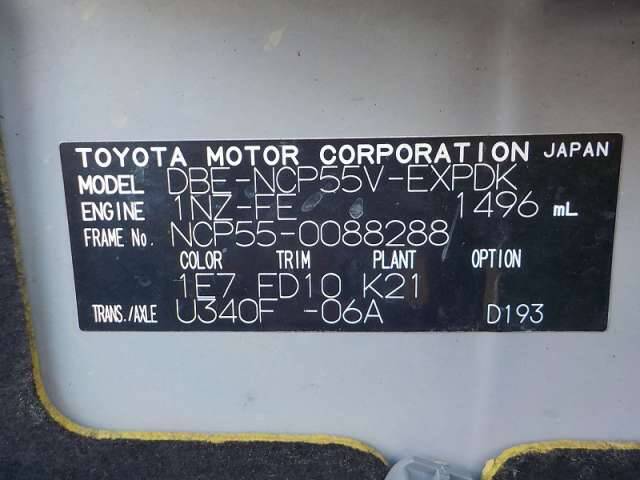 TOYOTA MOTOR CORPORATION JAPAN
MODEL DBE-NCP55V-EXPDK
ENGINE 1NZ-FE 1496 mL
FRAME No. NCP55-0088288
COLOR TRIM PLANT OPTION
1E7 FD10 K21
TRANS./AXLE U340F -06A D193